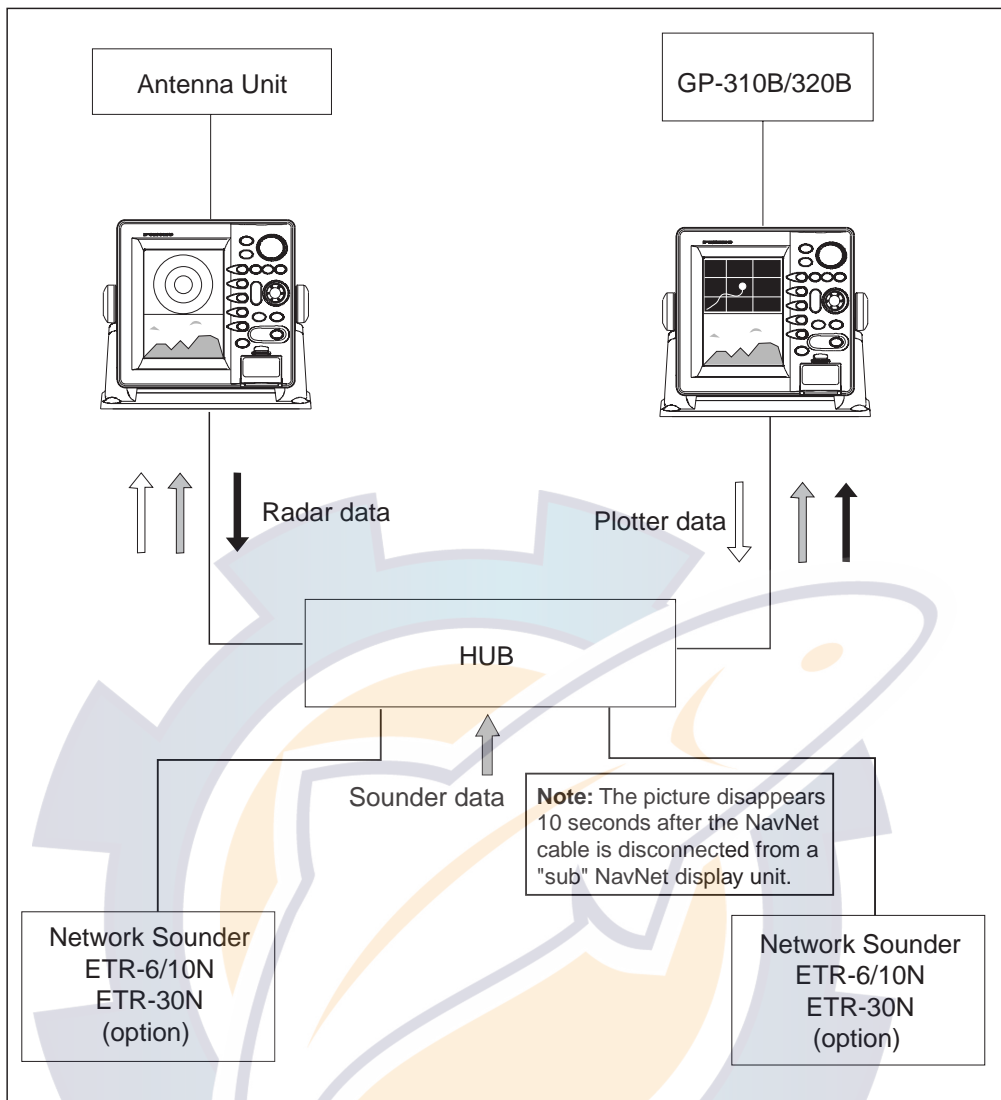 Antenna Unit
GP-310B/320B
Radar data
Plotter data
HUB
Sounder data
Note: The picture disappears
10 seconds after the NavNet
cable is disconnected from a
"sub" NavNet display unit.
Network Sounder
ETR-6/10N
ETR-30N
(option)
Network Sounder
ETR-6/10N
ETR-30N
(option)